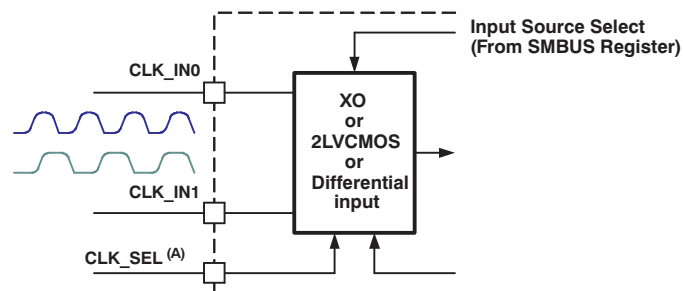 Input Source Select
(From SMBUS Register)
CLK_IN0
XO
or
2LVCMOS
or
Differential
input
CLK_IN1
CLK_SEL (A)